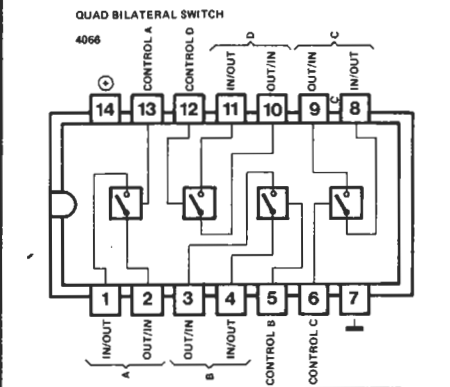 QUAD BILATERAL SWITCH
4066
D C
CONTROL A CONTROL D IN/OUT OUT/IN OUT/IN IN/OUT
C
14 13 12 11 10 9 8
1 2 3 4 5 6 7
IN/OUT OUT/IN OUT/IN IN/OUT CONTROL B CONTROL C
A B